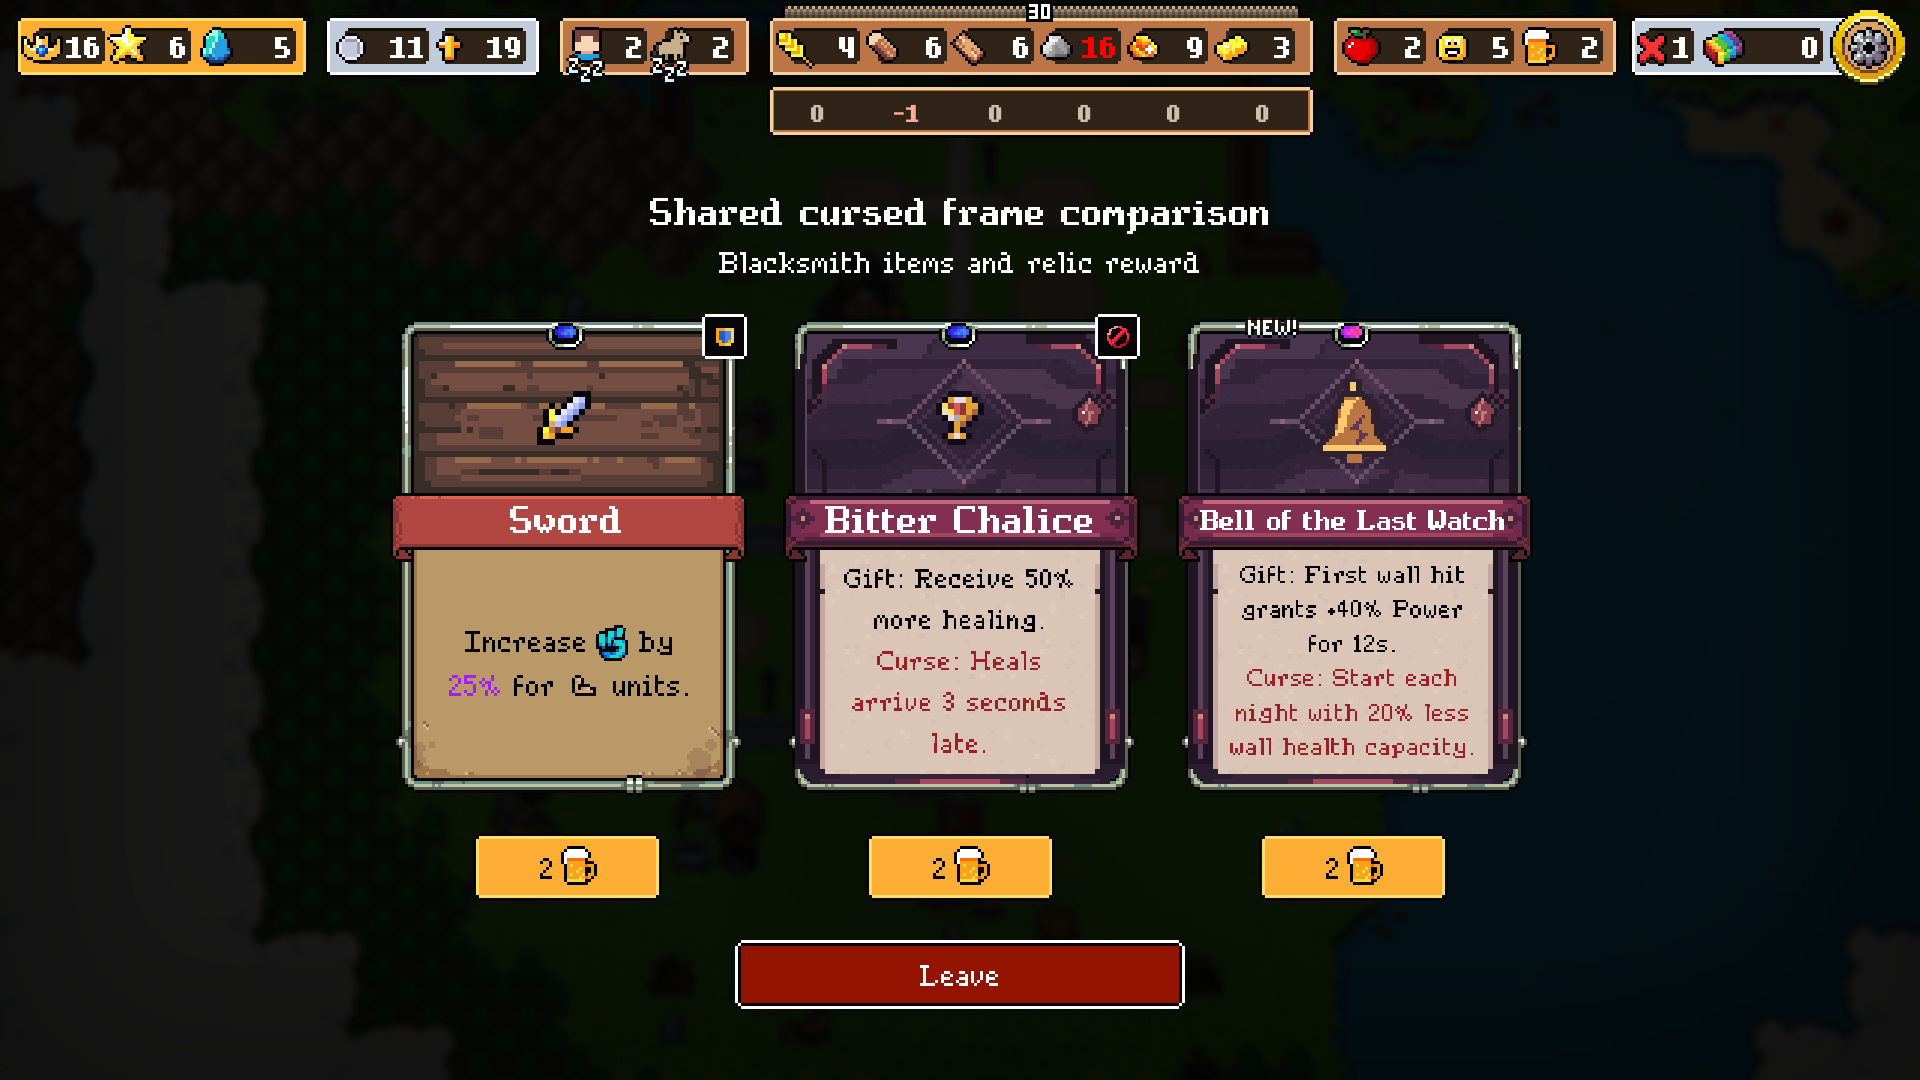 30
16 6 5 11 19 2 2 4 6 6 16 9 3 2 5 2 1 0
zzz zzz
0 -1 0 0 0 0
Shared cursed frame comparison
Blacksmith items and relic reward
Sword
Increase by
25% for units.
2
Bitter Chalice
Gift: Receive 50%
more healing.
Curse: Heals
arrive 3 seconds
late.
2
NEW!
Bell of the Last Watch
Gift: First wall hit
grants +40% Power
for 12s.
Curse: Start each
night with 20% less
wall health capacity.
2
Leave